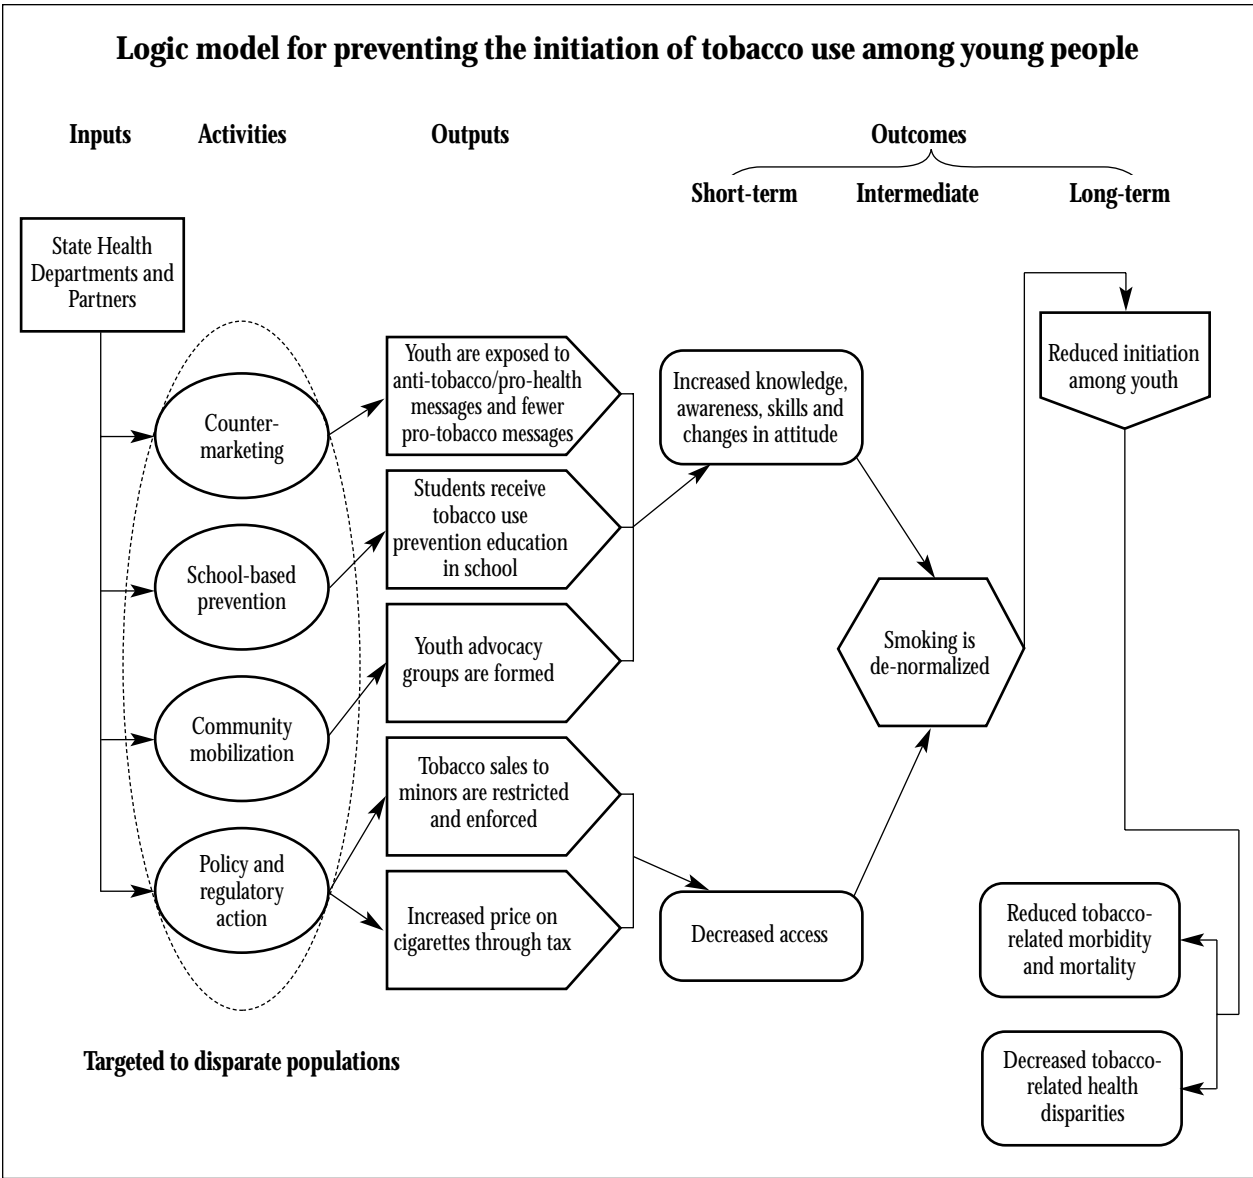 Logic model for preventing the initiation of tobacco use among young people
Inputs
Activities
Outputs
Outcomes
Short-term
Intermediate
Long-term
State Health
Departments and
Partners
Counter-
marketing
School-based
prevention
Community
mobilization
Policy and
regulatory
action
Youth are exposed to
anti-tobacco/pro-health
messages and fewer
pro-tobacco messages
Students receive
tobacco use
prevention education
in school
Youth advocacy
groups are formed
Tobacco sales to
minors are restricted
and enforced
Increased price on
cigarettes through tax
Increased knowledge,
awareness, skills and
changes in attitude
Decreased access
Smoking is
de-normalized
Reduced initiation
among youth
Reduced tobacco-
related morbidity
and mortality
Decreased tobacco-
related health
disparities
Targeted to disparate populations